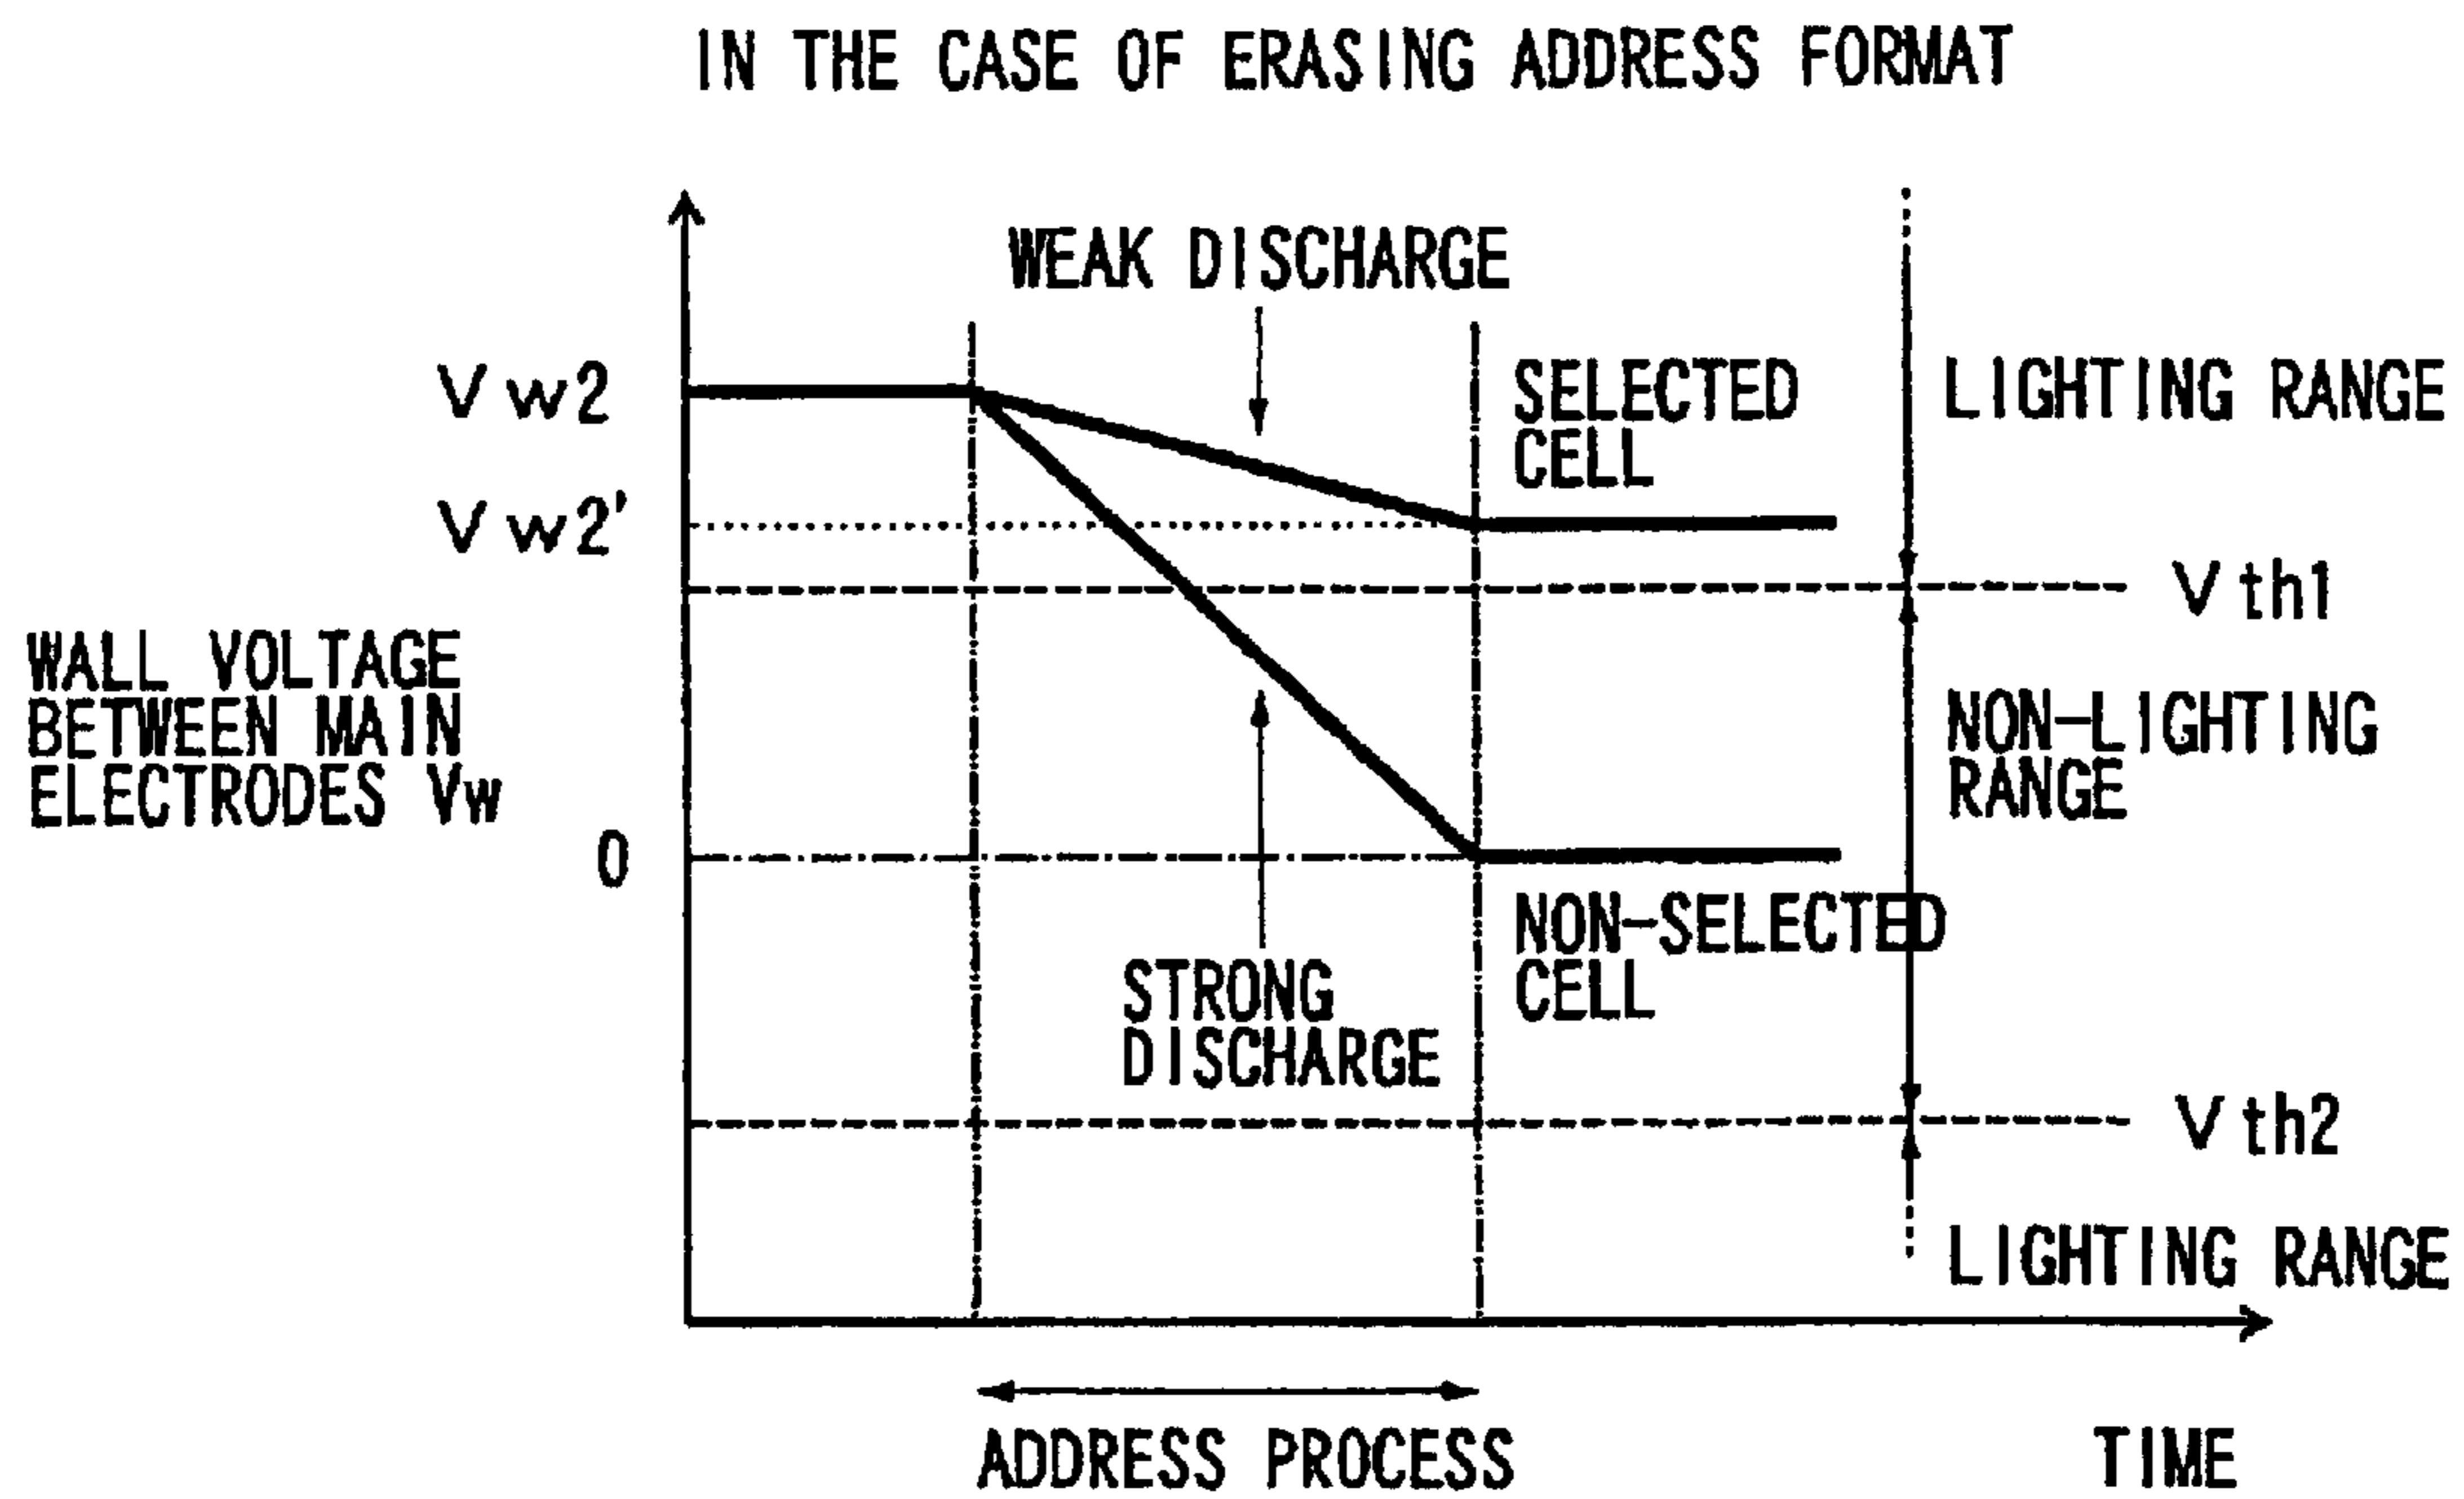 IN THE CASE OF ERASING ADDRESS FORMAT
WEAK DISCHARGE
Vw2
SELECTED
CELL
LIGHTING RANGE
Vw2'
Vth1
WALL VOLTAGE
BETWEEN MAIN
ELECTRODES Vw
NON-LIGHTING
RANGE
0
NON-SELECTED
CELL
STRONG
DISCHARGE
Vth2
LIGHTING RANGE
ADDRESS PROCESS
TIME